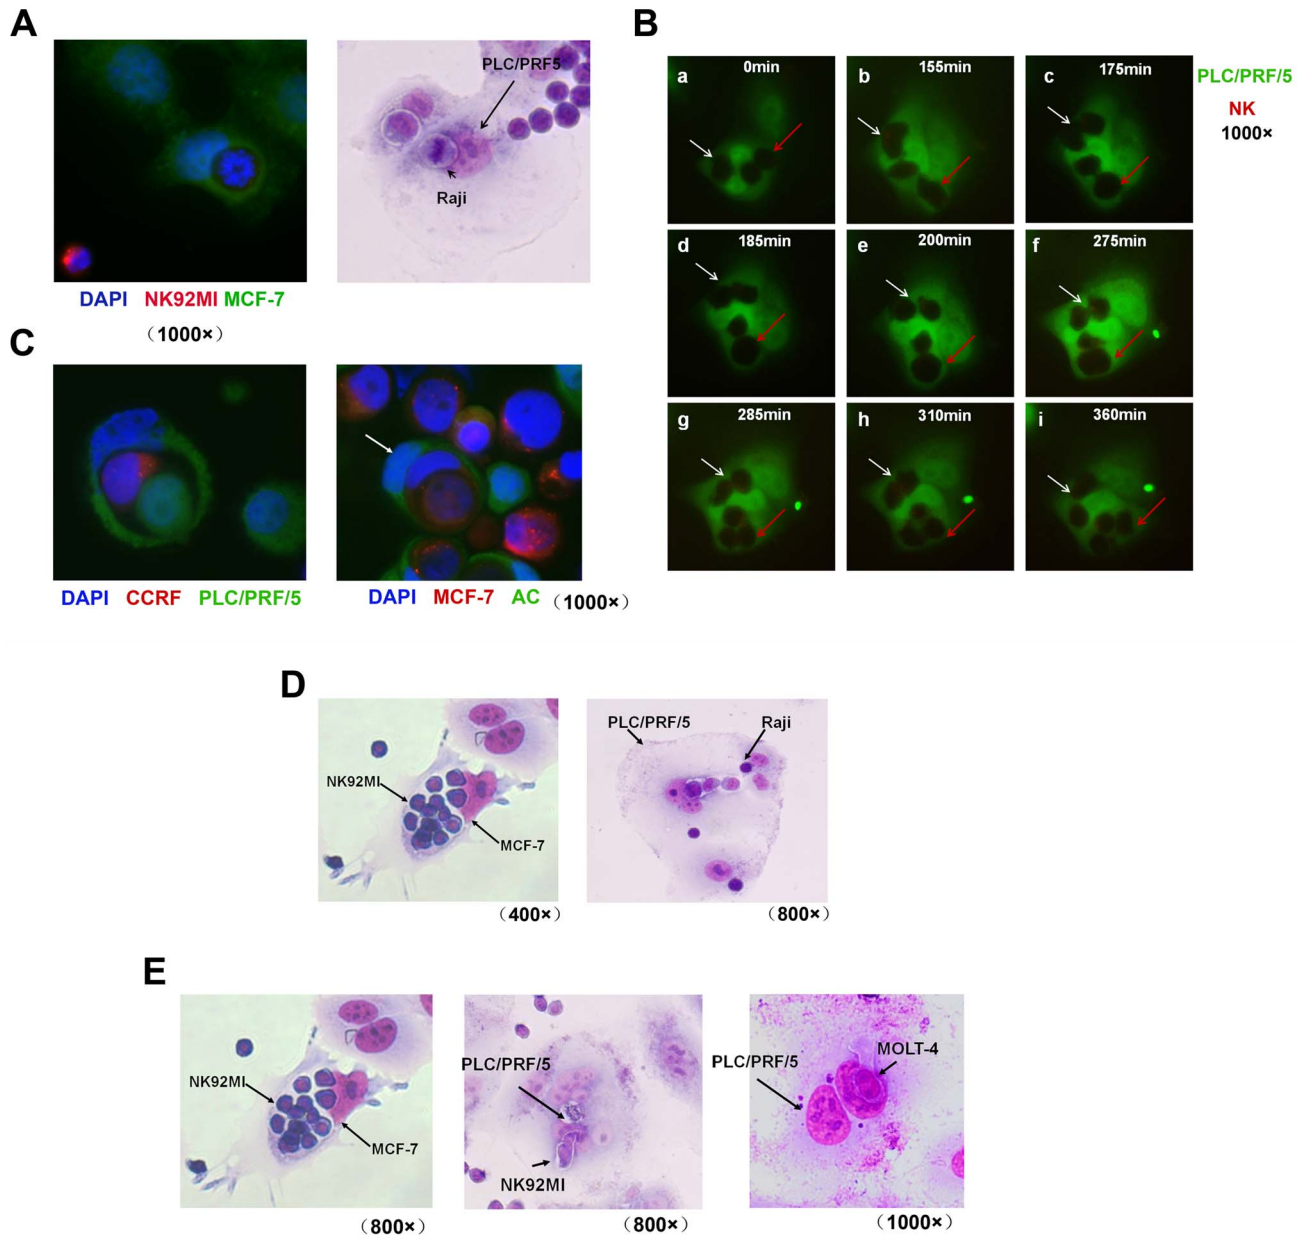 A
PLC/PRF5
Raji
DAPI NK92MI MCF-7
(1000×)
B
a 0min
b 155min
c 175min
PLC/PRF/5
NK
1000×
d 185min
e 200min
f 275min
g 285min
h 310min
i 360min
C
DAPI CCRF PLC/PRF/5
DAPI MCF-7 AC (1000×)
D
NK92MI
MCF-7
(400×)
PLC/PRF/5 Raji
(800×)
E
NK92MI
MCF-7
(800×)
PLC/PRF/5
NK92MI
(800×)
PLC/PRF/5
MOLT-4
(1000×)